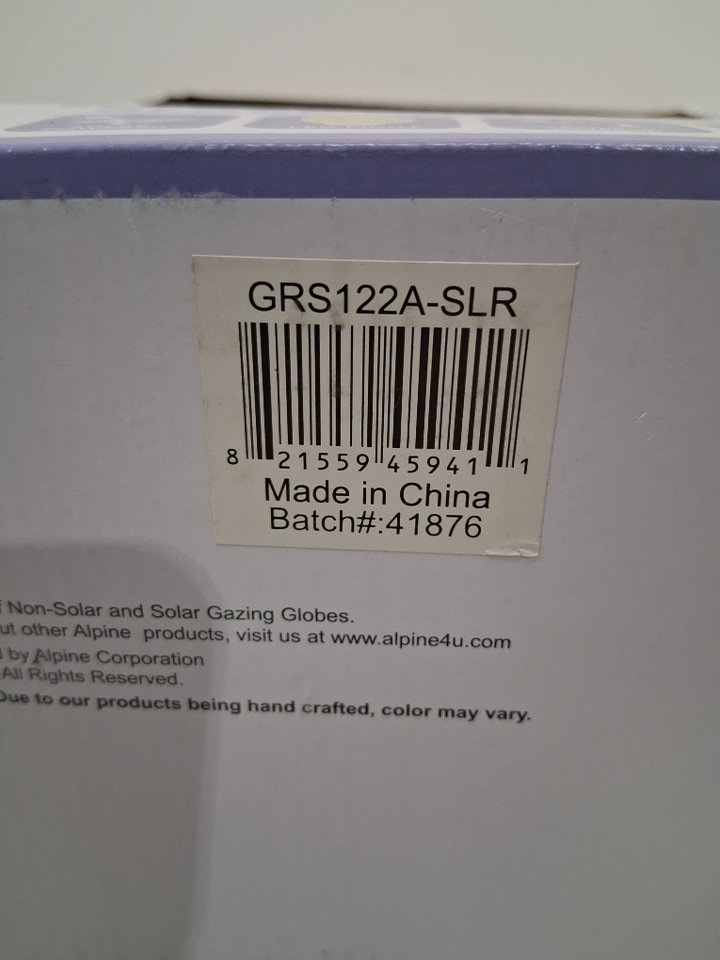 GRS122A-SLR
8 21559 45941 1
Made in China
Batch#:41876
Non-Solar and Solar Gazing Globes.
other Alpine products, visit us at www.alpine4u.com
by Alpine Corporation
All Rights Reserved.
Due to our products being hand crafted, color may vary.